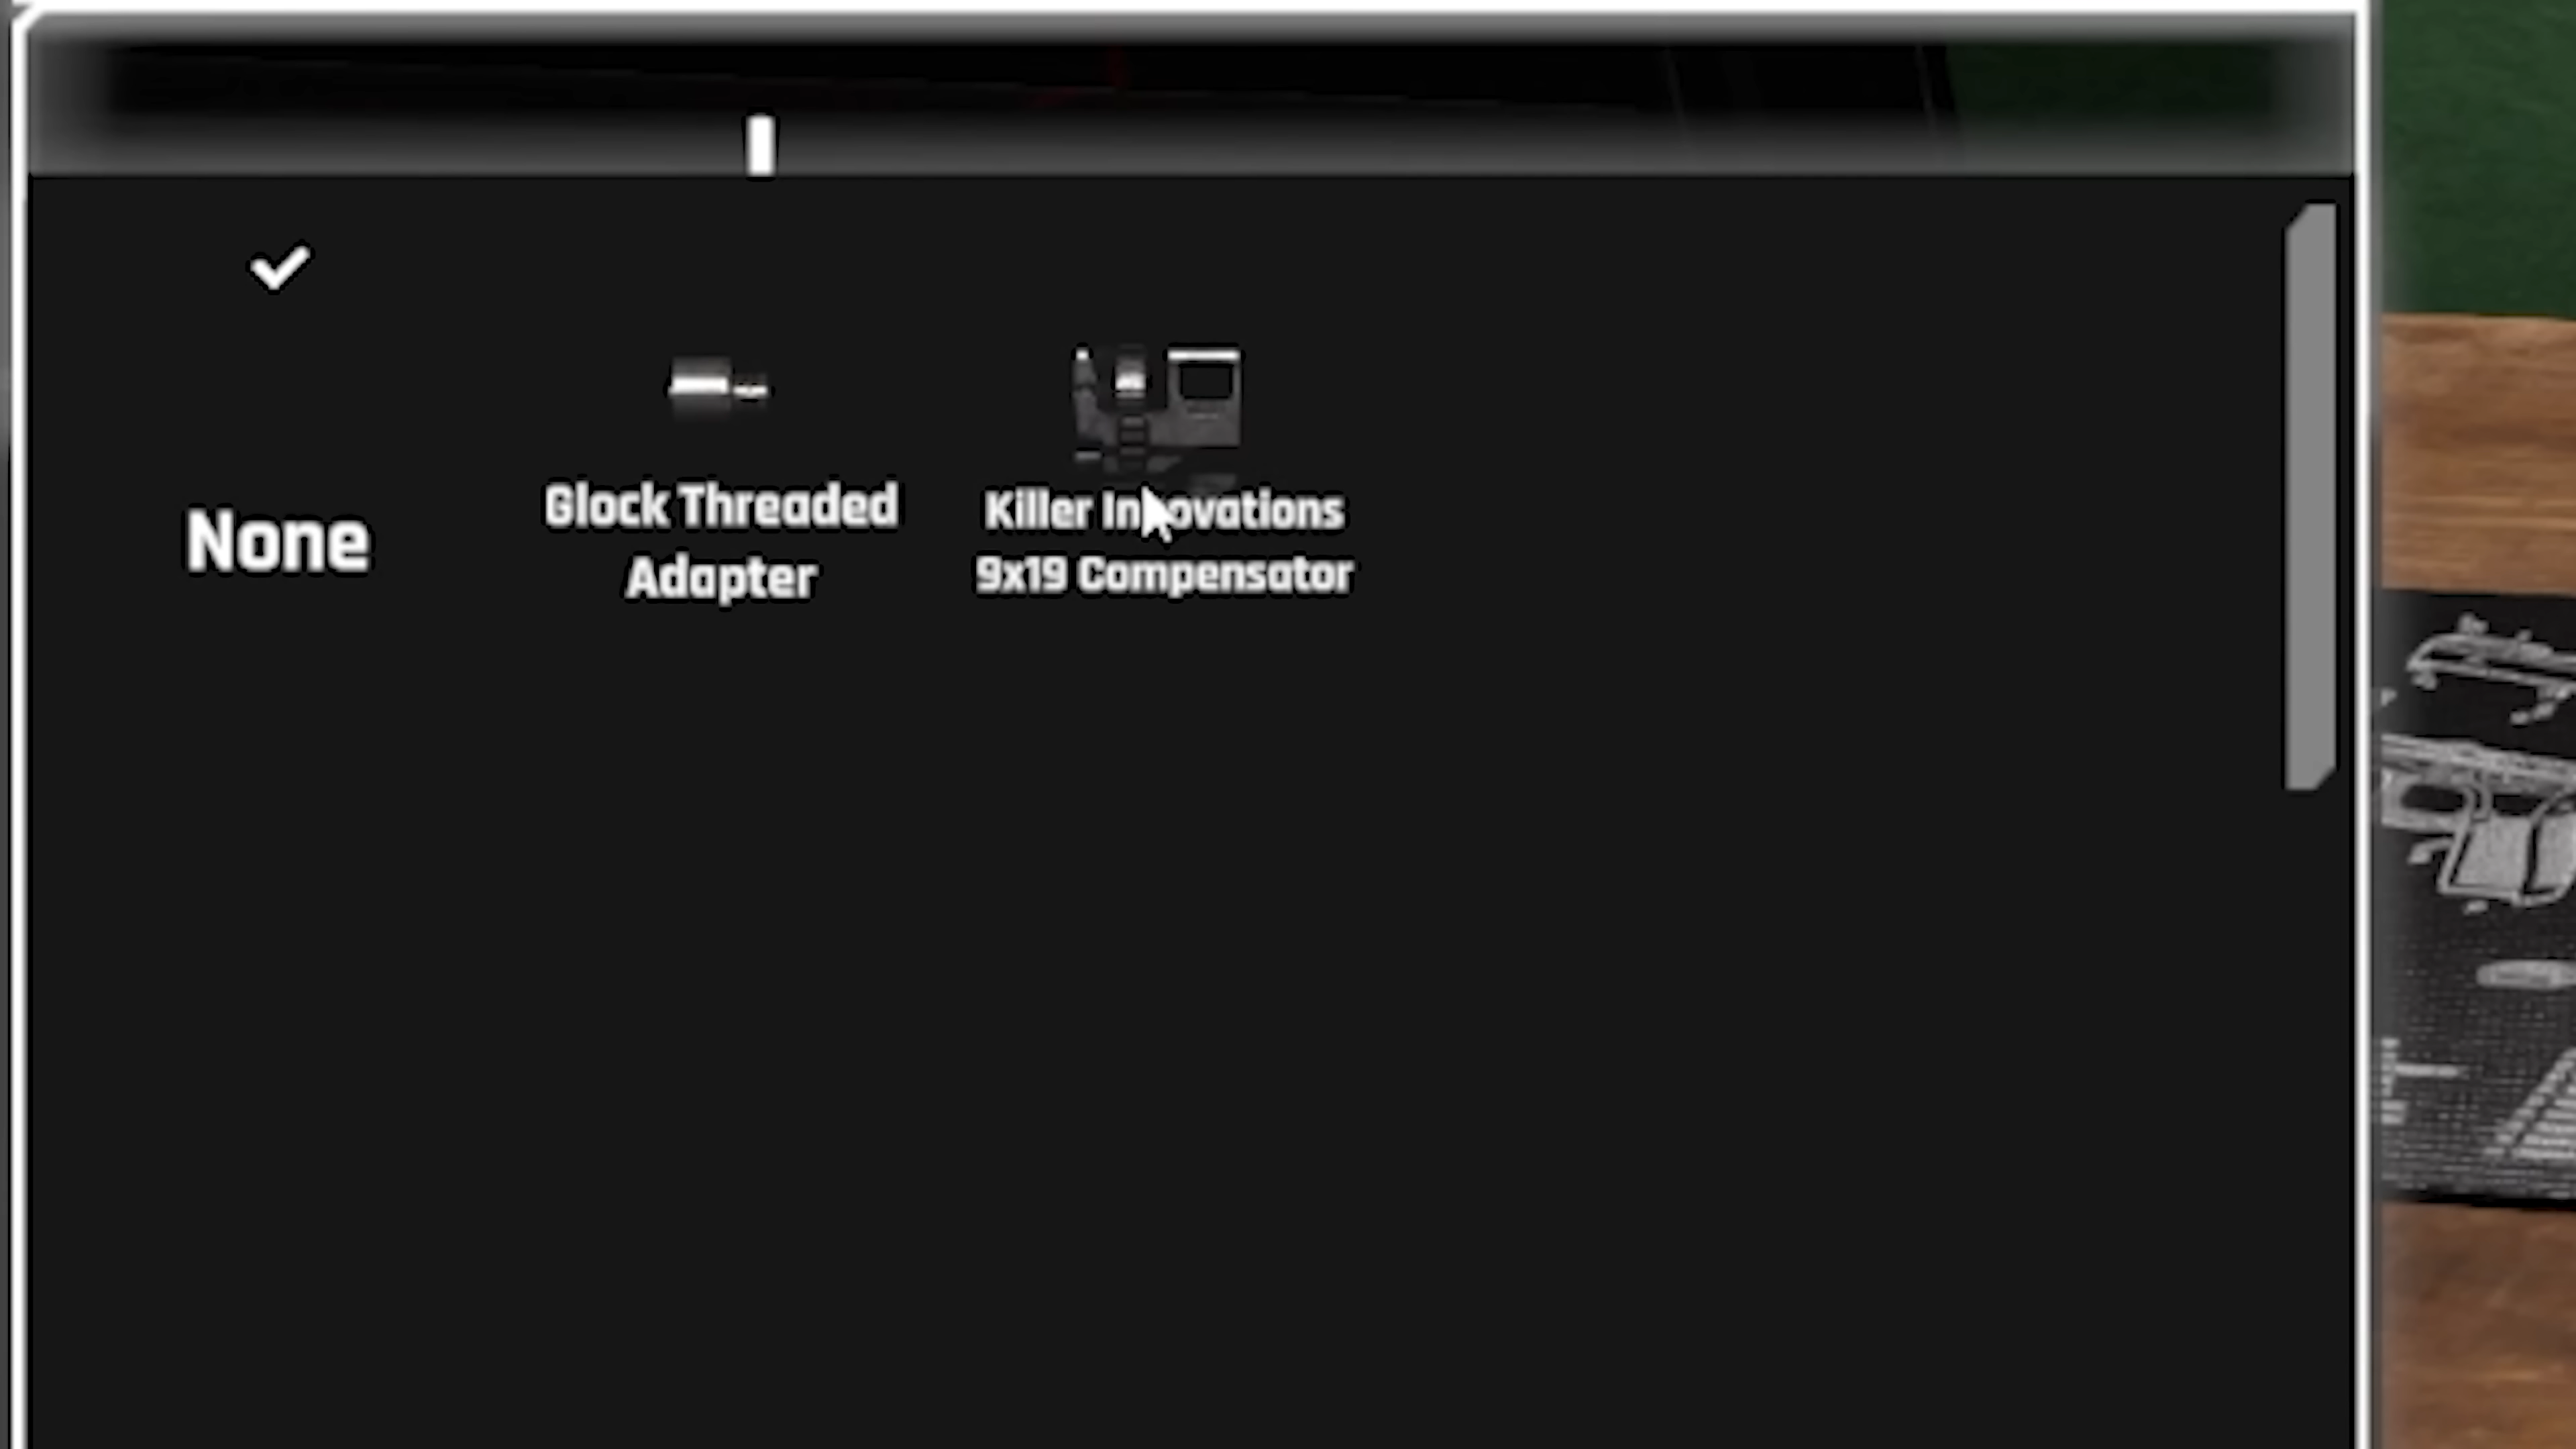 None
Glock Threaded
Adapter
Killer Innovations
9x19 Compensator